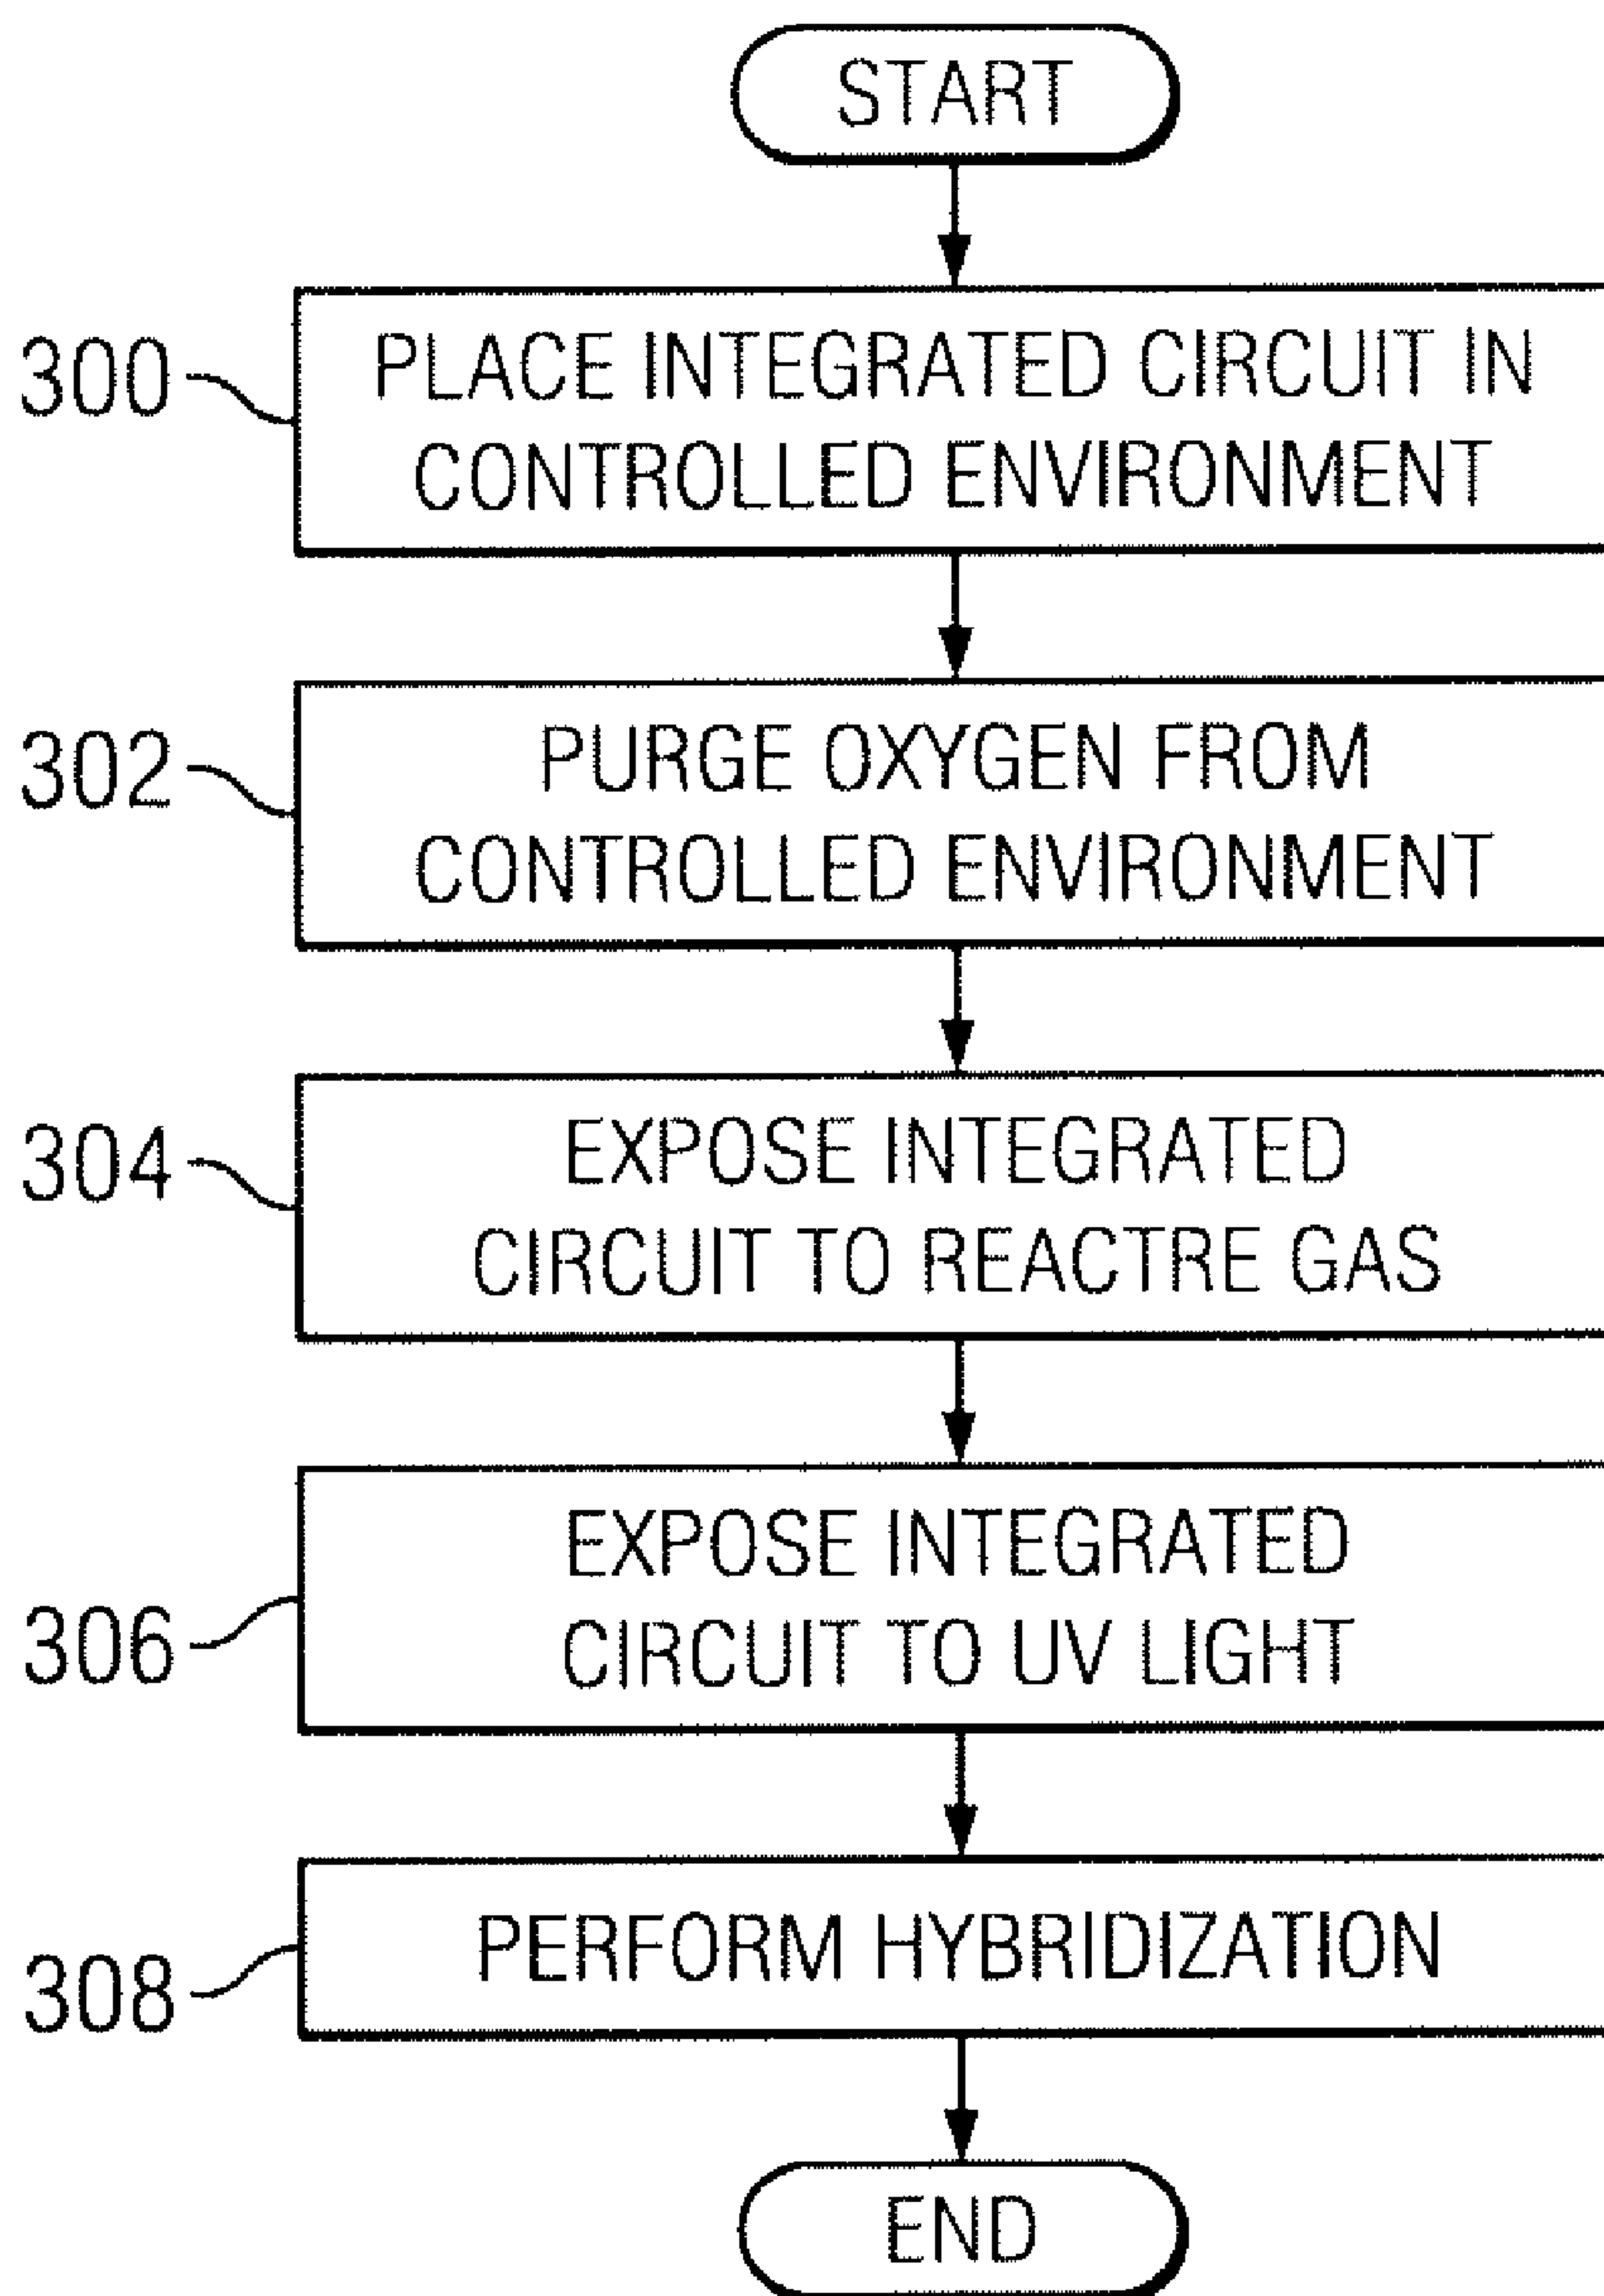 START
300
PLACE INTEGRATED CIRCUIT IN
CONTROLLED ENVIRONMENT
302
PURGE OXYGEN FROM
CONTROLLED ENVIRONMENT
304
EXPOSE INTEGRATED
CIRCUIT TO REACTRE GAS
306
EXPOSE INTEGRATED
CIRCUIT TO UV LIGHT
308
PERFORM HYBRIDIZATION
END